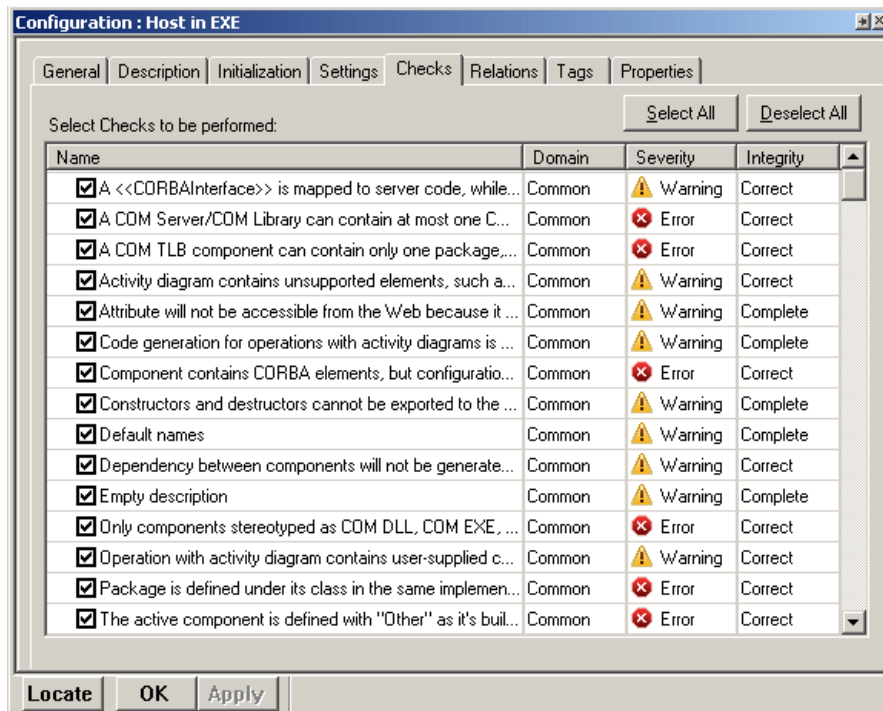 Configuration : Host in EXE
General Description Initialization Settings Checks Relations Tags Properties
Select All Deselect All
Select Checks to be performed:
Name Domain Severity Integrity
A <<CORBAInterface>> is mapped to server code, while... Common Warning Correct
A COM Server/COM Library can contain at most one C... Common Error Correct
A COM TLB component can contain only one package,... Common Error Correct
Activity diagram contains unsupported elements, such a... Common Warning Correct
Attribute will not be accessible from the Web because it ... Common Warning Complete
Code generation for operations with activity diagrams is ... Common Warning Complete
Component contains CORBA elements, but configuratio... Common Error Correct
Constructors and destructors cannot be exported to the ... Common Warning Complete
Default names Common Warning Complete
Dependency between components will not be generate... Common Warning Correct
Empty description Common Warning Complete
Only components stereotyped as COM DLL, COM EXE, ... Common Error Correct
Operation with activity diagram contains user-supplied c... Common Warning Correct
Package is defined under its class in the same implemen... Common Error Correct
The active component is defined with "Other" as it's buil... Common Error Correct
Locate OK Apply